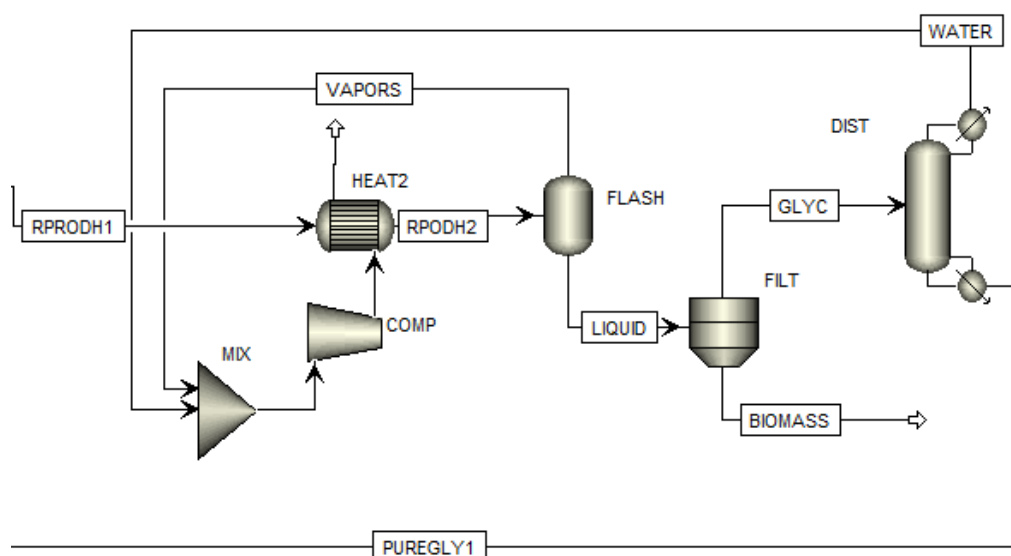 WATER
VAPORS
DIST
HEAT2
FLASH
GLYC
RPRODH1
RPODH2
FILT
COMP
LIQUID
MIX
BIOMASS
PUREGLY1